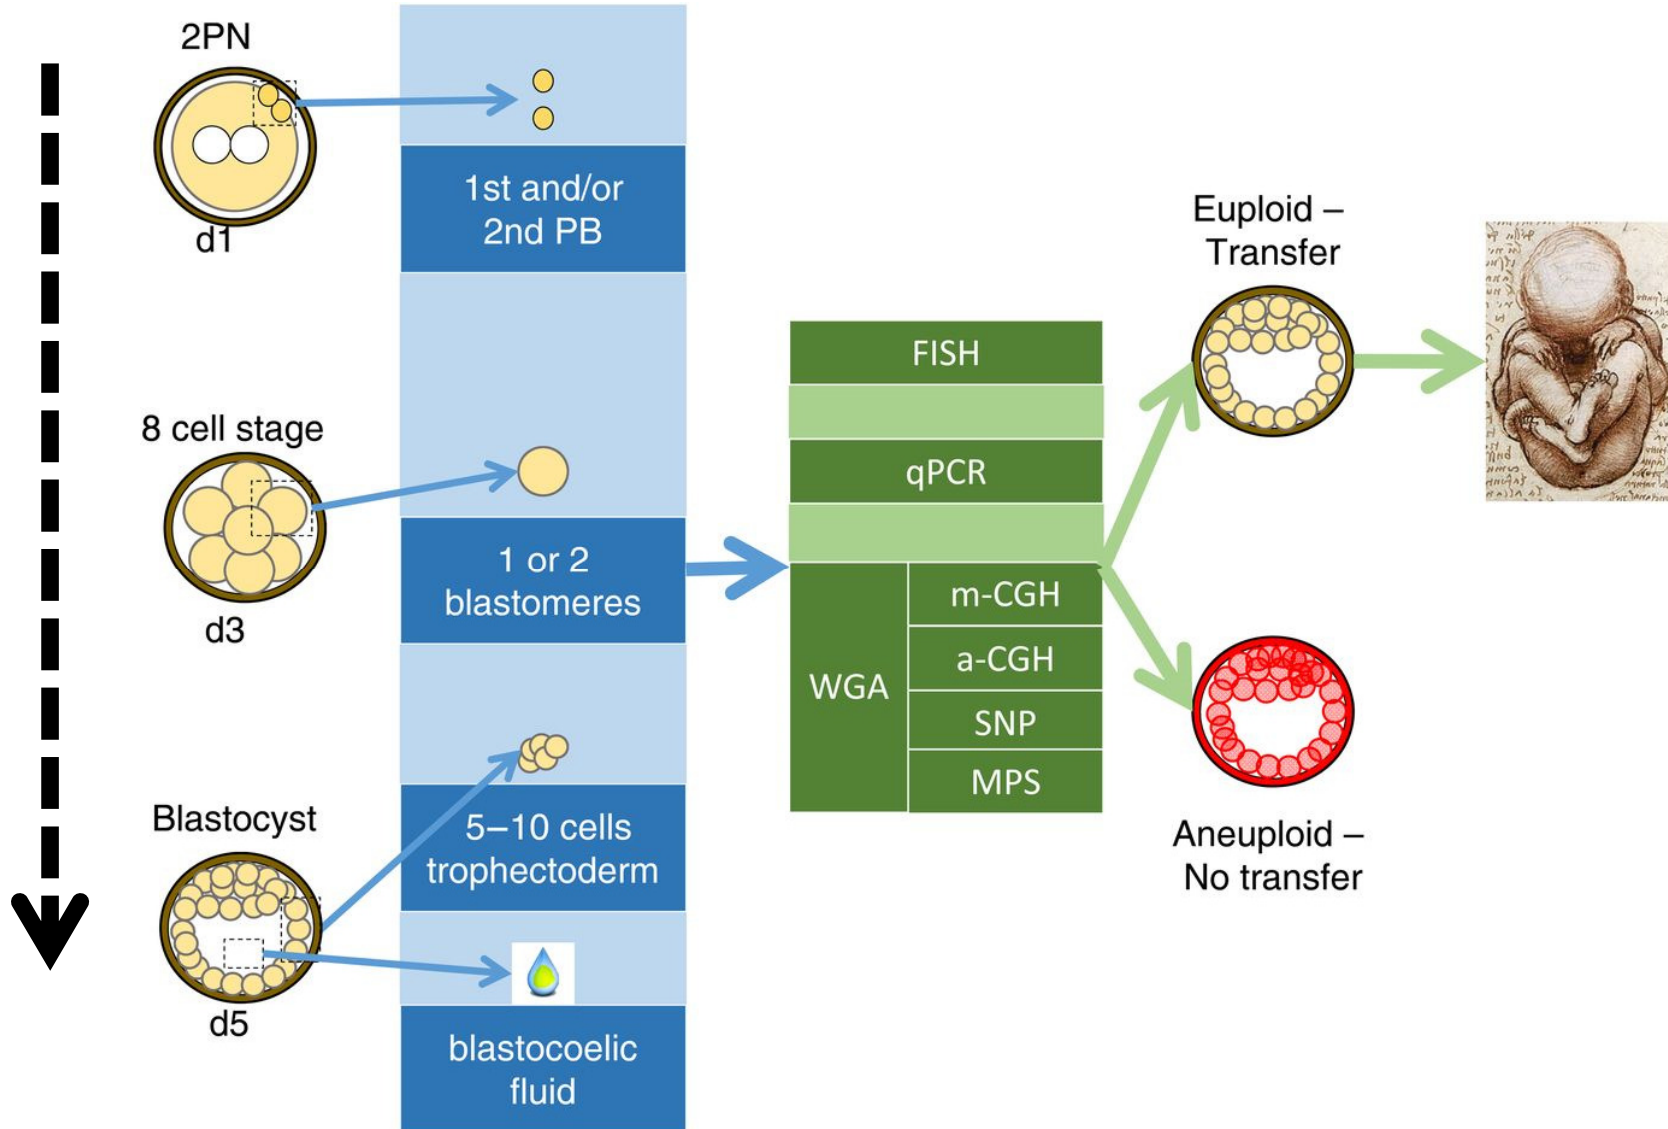 2PN
d1
1st and/or
2nd PB
8 cell stage
d3
1 or 2
blastomeres
Blastocyst
d5
5–10 cells
trophectoderm
blastocoelic
fluid
FISH
qPCR
WGA
m-CGH
a-CGH
SNP
MPS
Euploid –
Transfer
Aneuploid –
No transfer